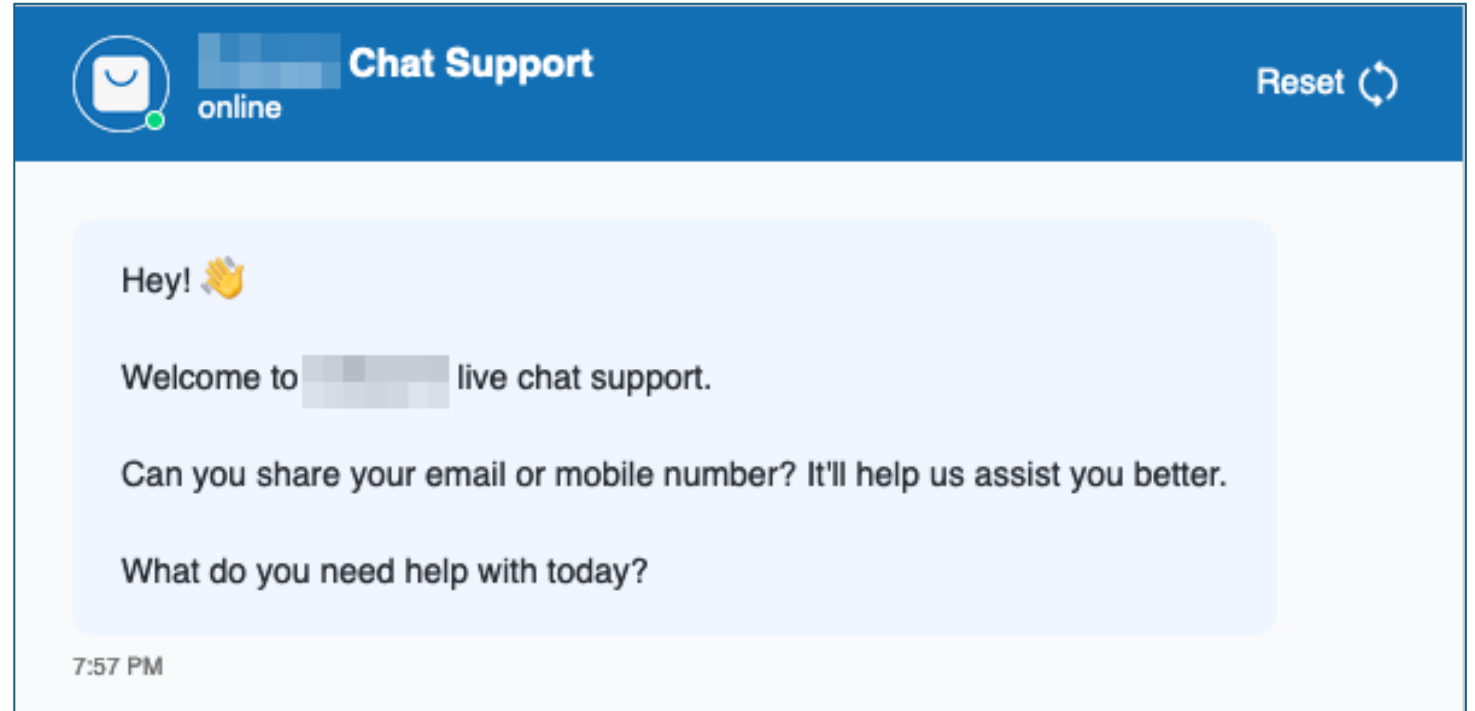 Chat Support
online
Reset
Hey! 👋
Welcome to live chat support.
Can you share your email or mobile number? It'll help us assist you better.
What do you need help with today?
7:57 PM